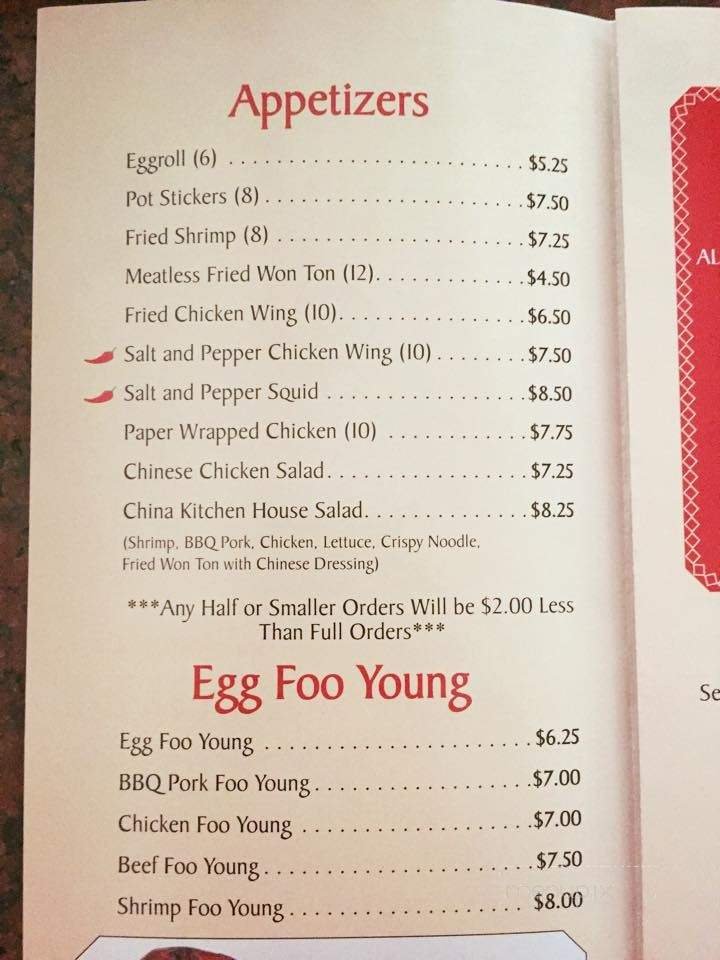 Appetizers
Eggroll (6) . . . . . . . . . . . . . . . . . . . . . . . . . . $5.25
Pot Stickers (8) . . . . . . . . . . . . . . . . . . . . . . . $7.50
Fried Shrimp (8) . . . . . . . . . . . . . . . . . . . . . . $7.25
Meatless Fried Won Ton (12). . . . . . . . . . . . . $4.50
Fried Chicken Wing (10). . . . . . . . . . . . . . . . . $6.50
Salt and Pepper Chicken Wing (10) . . . . . . . . $7.50
Salt and Pepper Squid . . . . . . . . . . . . . . . . . . $8.50
Paper Wrapped Chicken (10) . . . . . . . . . . . . . $7.75
Chinese Chicken Salad. . . . . . . . . . . . . . . . . . $7.25
China Kitchen House Salad. . . . . . . . . . . . . . . $8.25
(Shrimp, BBQ Pork, Chicken, Lettuce, Crispy Noodle,
Fried Won Ton with Chinese Dressing)
***Any Half or Smaller Orders Will be $2.00 Less
Than Full Orders***
Egg Foo Young
Egg Foo Young . . . . . . . . . . . . . . . . . . . . . . . . $6.25
BBQ Pork Foo Young. . . . . . . . . . . . . . . . . . . $7.00
Chicken Foo Young . . . . . . . . . . . . . . . . . . . . $7.00
Beef Foo Young. . . . . . . . . . . . . . . . . . . . . . . . $7.50
Shrimp Foo Young. . . . . . . . . . . . . . . . . . . . . $8.00
AL
Se